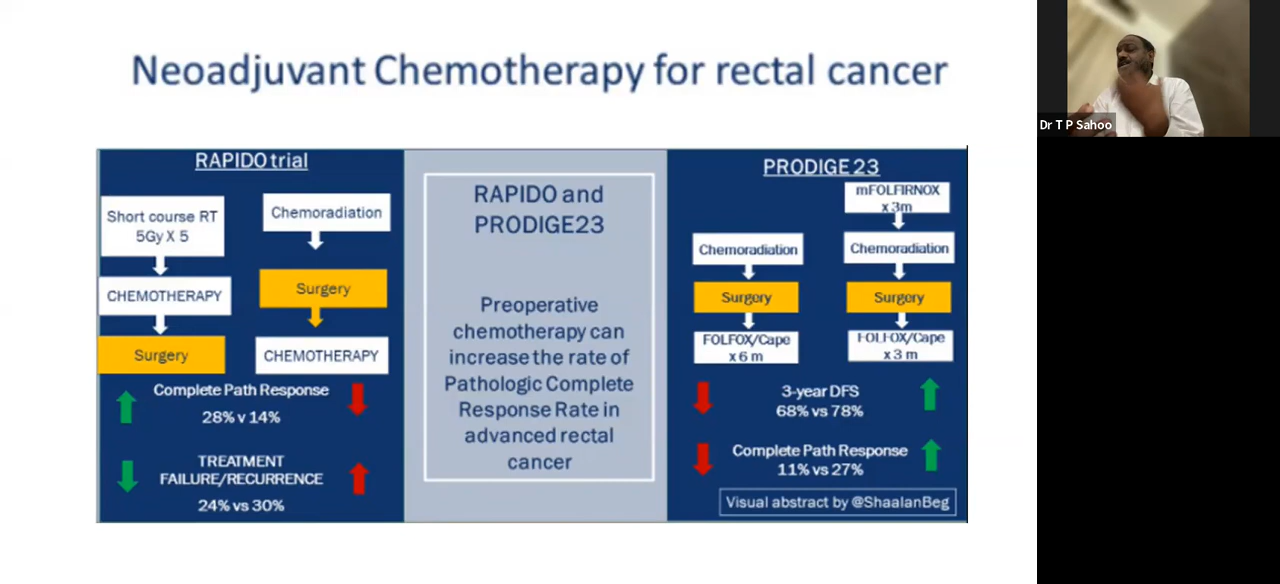 Neoadjuvant Chemotherapy for rectal cancer
RAPIDO trial
Short course RT
5Gy X 5
CHEMOTHERAPY
Surgery
Chemoradiation
Surgery
CHEMOTHERAPY
Complete Path Response
28% v 14%
TREATMENT
FAILURE/RECURRENCE
24% vs 30%
RAPIDO and
PRODIGE23
Preoperative
chemotherapy can
increase the rate of
Pathologic Complete
Response Rate in
advanced rectal
cancer
PRODIGE 23
Chemoradiation
Surgery
FOLFOX/Cape
x 6 m
mFOLFIRNOX
x 3m
Chemoradiation
Surgery
FOLFOX/Cape
x 3 m
3-year DFS
68% vs 78%
Complete Path Response
11% vs 27%
Visual abstract by @ShaalanBeg
Dr T P Sahoo